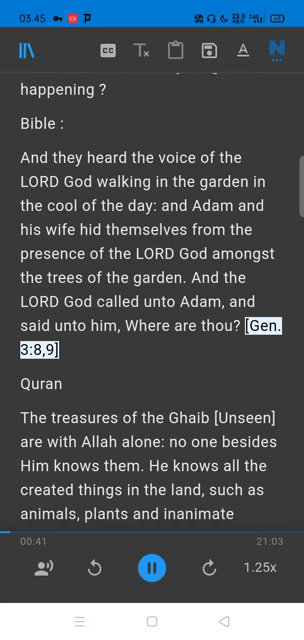 03.45
23.0
happening ?
Bible :
And they heard the voice of the
LORD God walking in the garden in
the cool of the day: and Adam and
his wife hid themselves from the
presence of the LORD God amongst
the trees of the garden. And the
LORD God called unto Adam, and
said unto him, Where are thou? [Gen.
3:8,9]
Quran
The treasures of the Ghaib [Unseen]
are with Allah alone: no one besides
Him knows them. He knows all the
created things in the land, such as
animals, plants and inanimate
00:41
21:03
1.25x